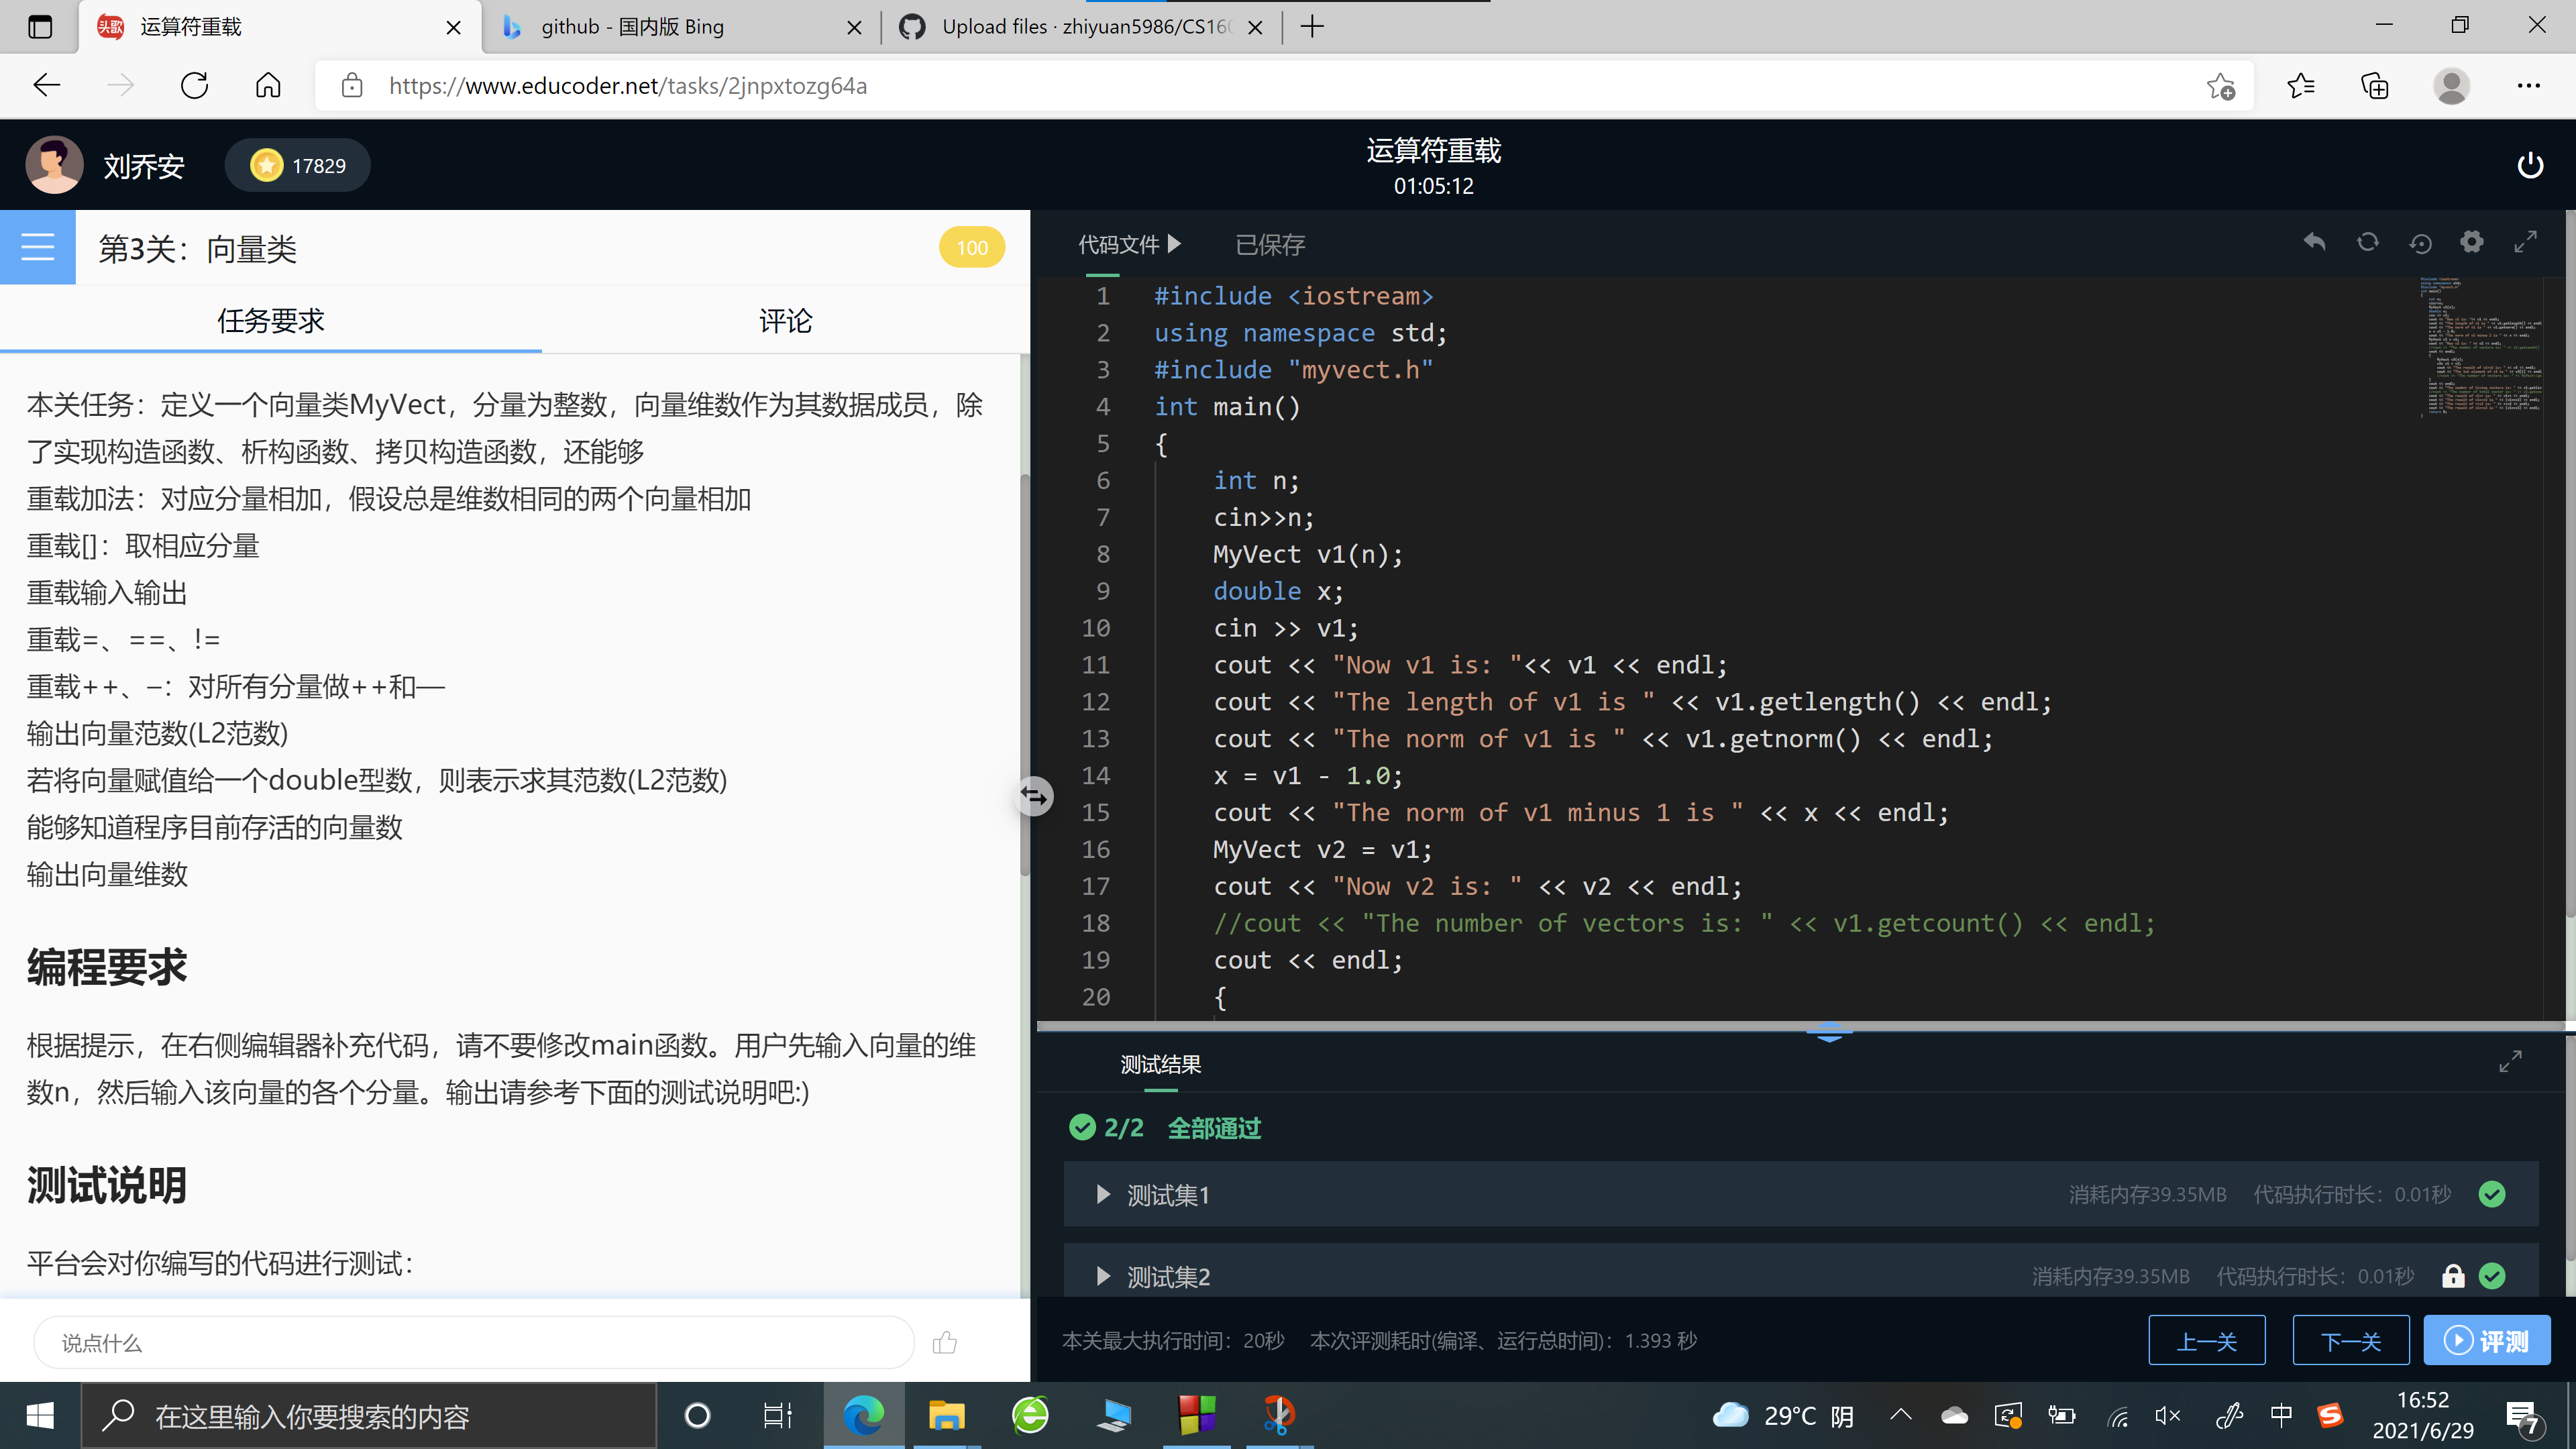 运算符重载
github - 国内版 Bing
Upload files · zhiyuan5986/CS160
https://www.educoder.net/tasks/2jnpxtozg64a
刘乔安
17829
运算符重载
01:05:12
第3关：向量类
100
任务要求
评论
本关任务：定义一个向量类MyVect，分量为整数，向量维数作为其数据成员，除
了实现构造函数、析构函数、拷贝构造函数，还能够
重载加法：对应分量相加，假设总是维数相同的两个向量相加
重载[]：取相应分量
重载输入输出
重载=、==、!=
重载++、–：对所有分量做++和—
输出向量范数(L2范数)
若将向量赋值给一个double型数，则表示求其范数(L2范数)
能够知道程序目前存活的向量数
输出向量维数
编程要求
根据提示，在右侧编辑器补充代码，请不要修改main函数。用户先输入向量的维
数n，然后输入该向量的各个分量。输出请参考下面的测试说明吧:)
测试说明
平台会对你编写的代码进行测试：
说点什么
代码文件
已保存
1 #include <iostream>
2 using namespace std;
3 #include "myvect.h"
4 int main()
5 {
6 int n;
7 cin>>n;
8 MyVect v1(n);
9 double x;
10 cin >> v1;
11 cout << "Now v1 is: "<< v1 << endl;
12 cout << "The length of v1 is " << v1.getlength() << endl;
13 cout << "The norm of v1 is " << v1.getnorm() << endl;
14 x = v1 - 1.0;
15 cout << "The norm of v1 minus 1 is " << x << endl;
16 MyVect v2 = v1;
17 cout << "Now v2 is: " << v2 << endl;
18 //cout << "The number of vectors is: " << v1.getcount() << endl;
19 cout << endl;
20 {
测试结果
2/2 全部通过
测试集1
消耗内存39.35MB 代码执行时长：0.01秒
测试集2
消耗内存39.35MB 代码执行时长：0.01秒
本关最大执行时间：20秒 本次评测耗时(编译、运行总时间)：1.393 秒
上一关
下一关
评测
在这里输入你要搜索的内容
29°C 阴
中
16:52
2021/6/29
7